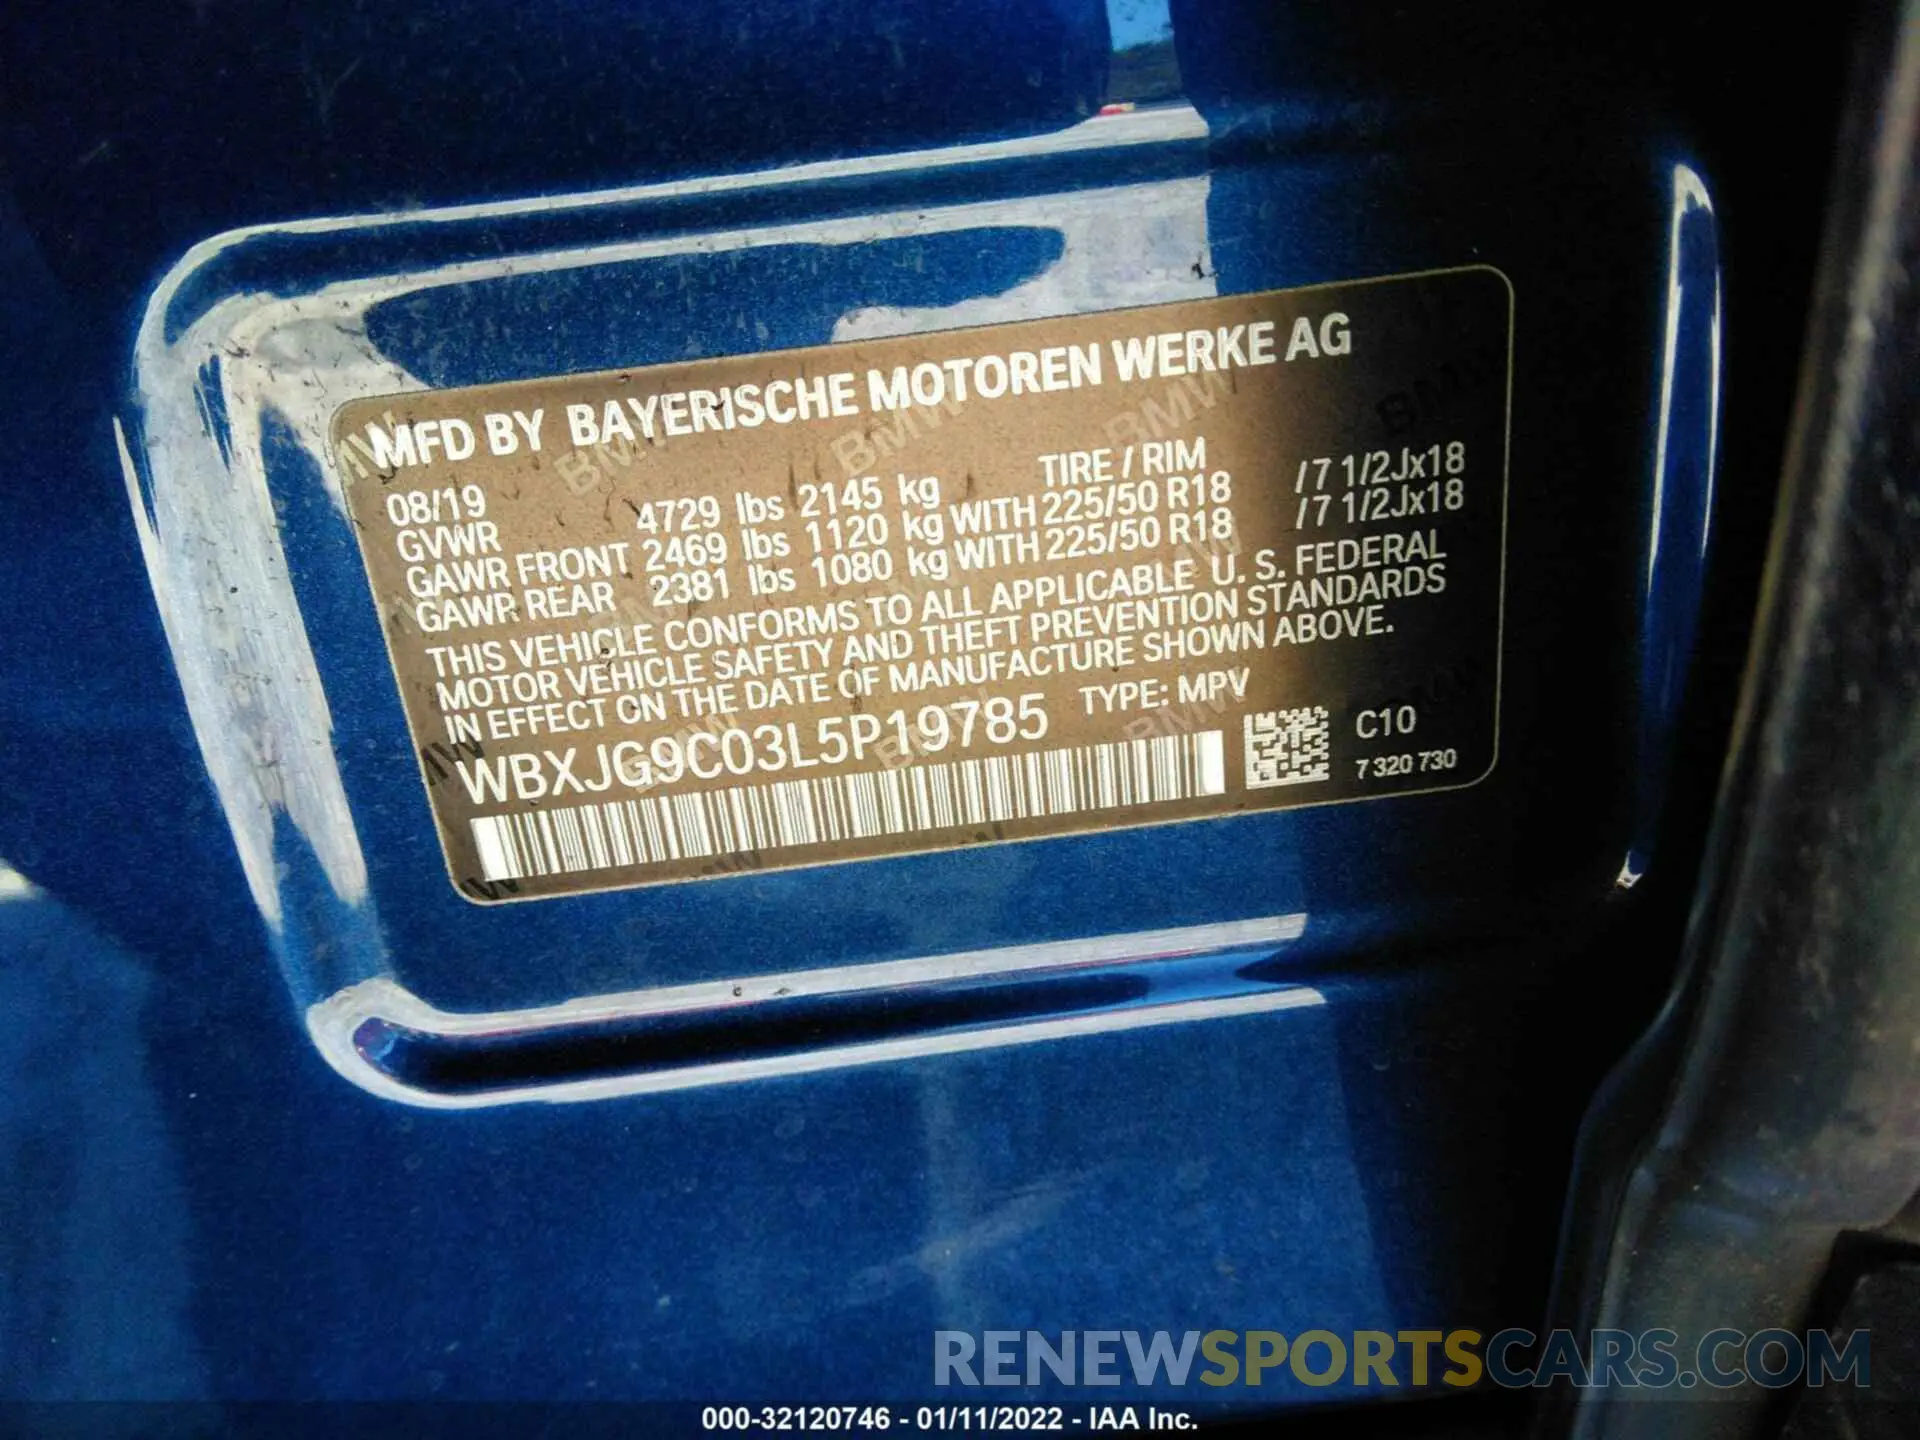 MFD BY BAYERISCHE MOTOREN WERKE AG
08/19 TIRE / RIM
GVWR 4729 lbs 2145 kg
GAWR FRONT 2469 lbs 1120 kg WITH 225/50 R18 /7 1/2Jx18
GAWR REAR 2381 lbs 1080 kg WITH 225/50 R18 /7 1/2Jx18
THIS VEHICLE CONFORMS TO ALL APPLICABLE U. S. FEDERAL
MOTOR VEHICLE SAFETY AND THEFT PREVENTION STANDARDS
IN EFFECT ON THE DATE OF MANUFACTURE SHOWN ABOVE.
WBXJG9C03L5P19785 TYPE: MPV
C10
7 320 730
RENEWSPORTSCARS.COM
000-32120746 - 01/11/2022 - IAA Inc.